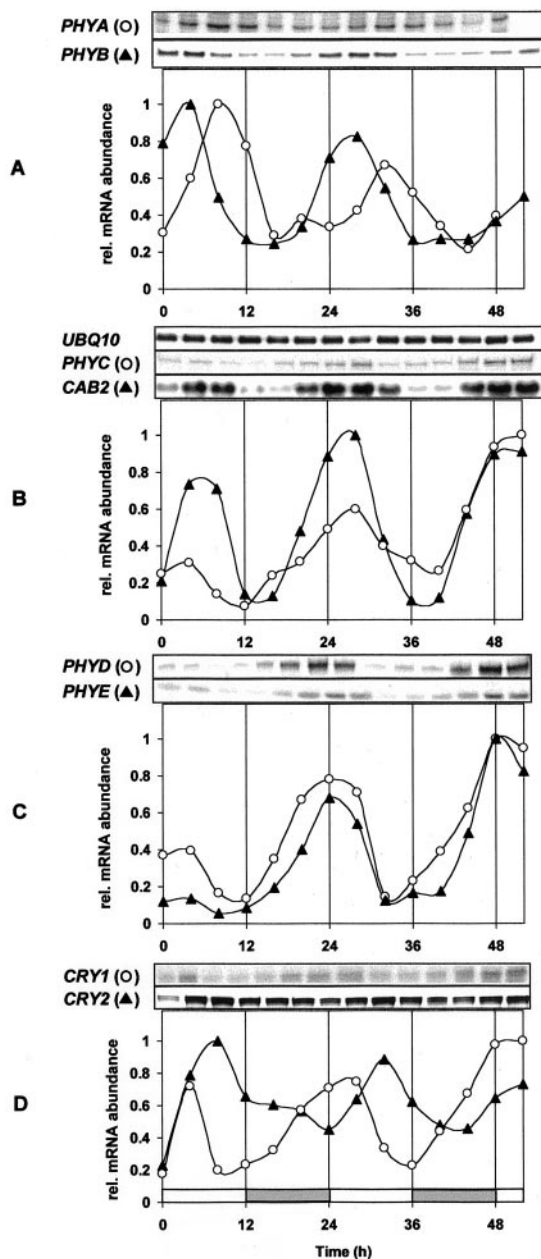 PHYA (○)
PHYB (▲)
A
rel. mRNA abundance
1
0.8
0.6
0.4
0.2
0
0 12 24 36 48
UBQ10
PHYC (○)
CAB2 (▲)
B
rel. mRNA abundance
1
0.8
0.6
0.4
0.2
0
0 12 24 36 48
PHYD (○)
PHYE (▲)
C
rel. mRNA abundance
1
0.8
0.6
0.4
0.2
0
0 12 24 36 48
CRY1 (○)
CRY2 (▲)
D
rel. mRNA abundance
1
0.8
0.6
0.4
0.2
0
0 12 24 36 48
Time (h)